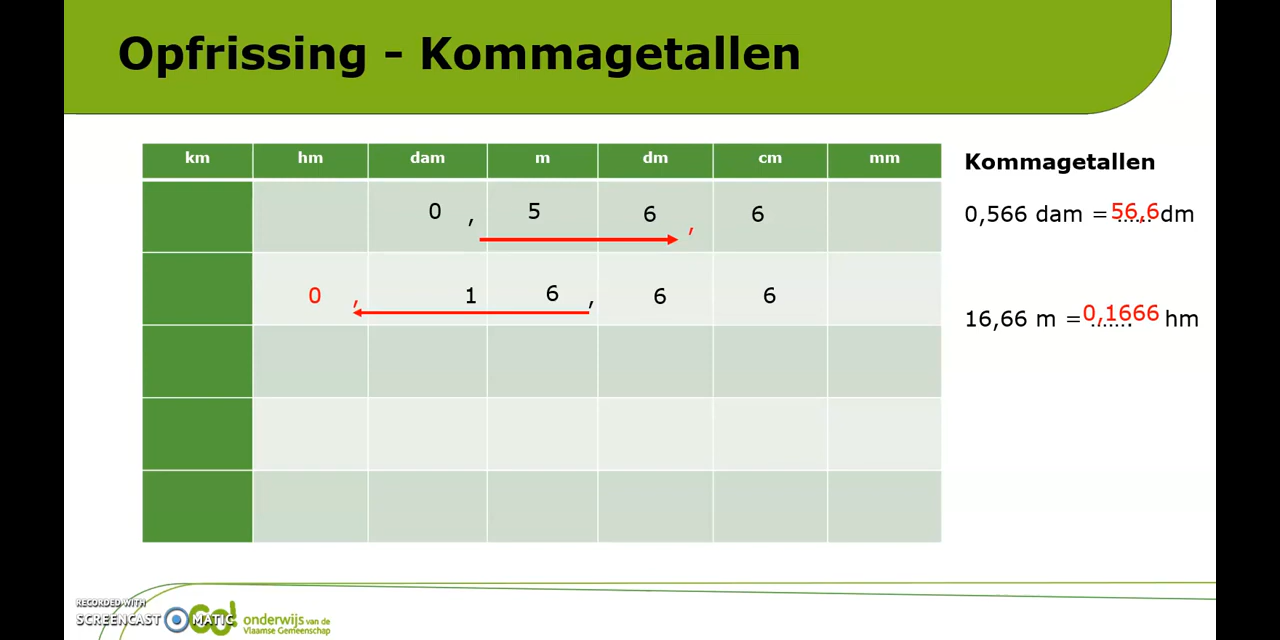 Opfrissing - Kommagetallen
km hm dam m dm cm mm
0 , 5 6 , 6
0 , 1 6 , 6 6
Kommagetallen
0,566 dam = 56,6 dm
16,66 m = 0,1666 hm
RECORDED WITH
SCREENCAST MATIC
GO!
onderwijs van de
Vlaamse Gemeenschap